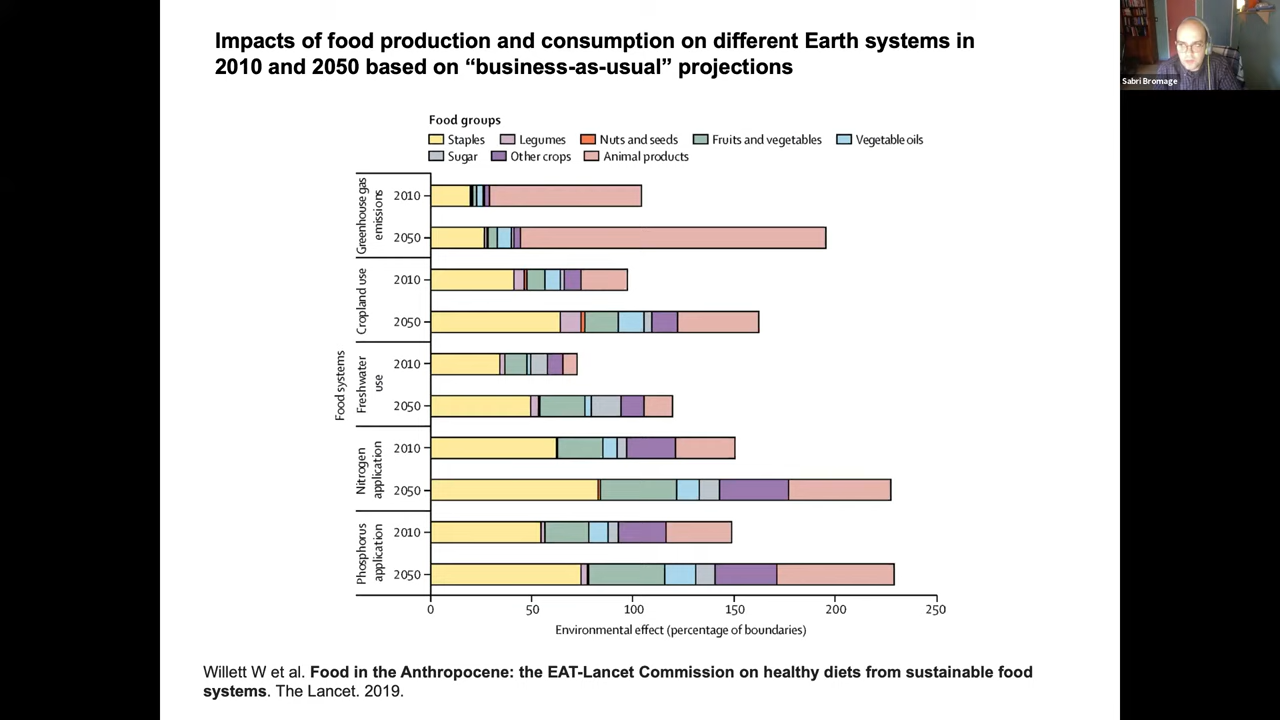 Impacts of food production and consumption on different Earth systems in
2010 and 2050 based on “business-as-usual” projections
Sabri Bromage
Food groups
Staples Legumes Nuts and seeds Fruits and vegetables Vegetable oils
Sugar Other crops Animal products
Food systems
Greenhouse gas
emissions
2010
2050
Cropland use
2010
2050
Freshwater
use
2010
2050
Nitrogen
application
2010
2050
Phosphorus
application
2010
2050
0 50 100 150 200 250
Environmental effect (percentage of boundaries)
Willett W et al. Food in the Anthropocene: the EAT-Lancet Commission on healthy diets from sustainable food
systems. The Lancet. 2019.